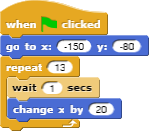 when clicked
go to x: -150 y: -80
repeat 13
wait 1 secs
change x by 20